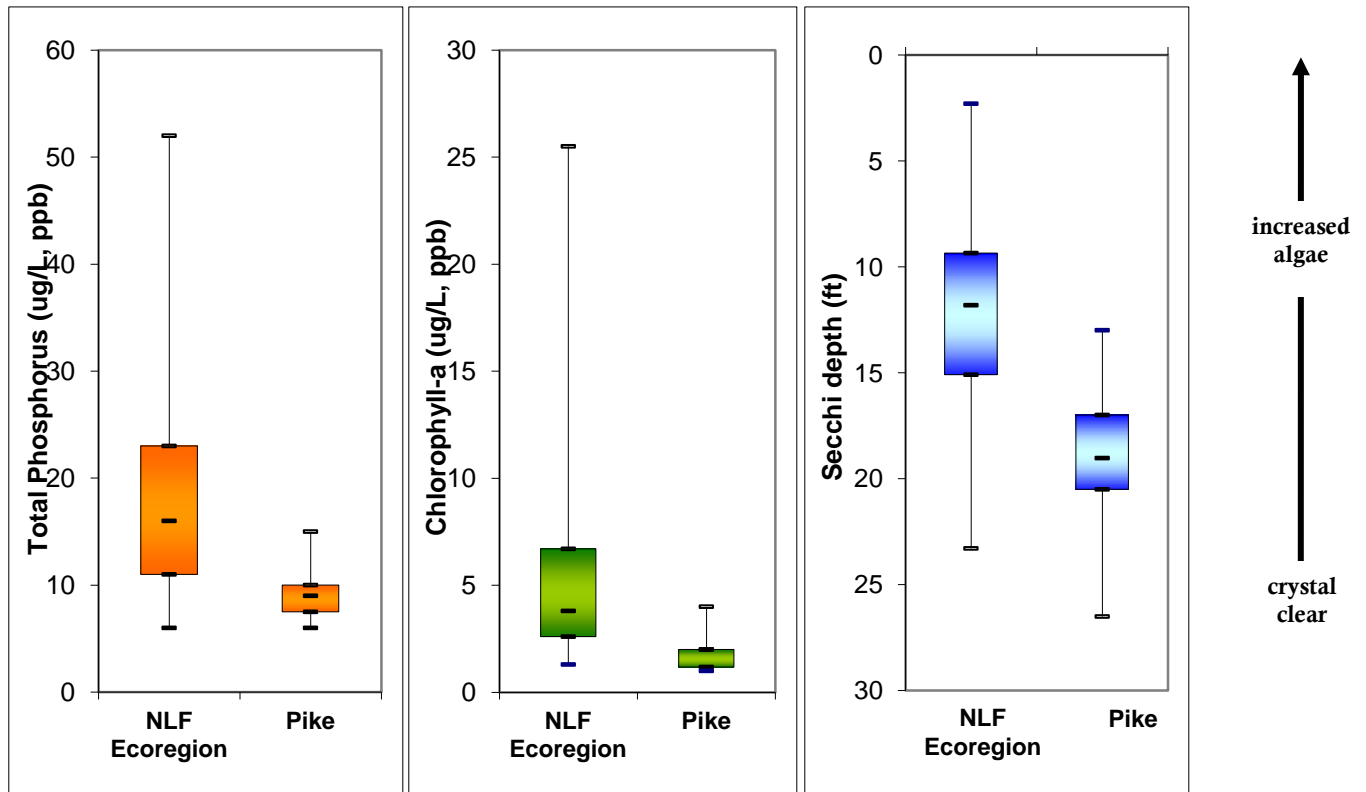 60
50
40
30
20
10
0
Total Phosphorus (ug/L, ppb)
NLF
Ecoregion
Pike
30
25
20
15
10
5
0
Chlorophyll-a (ug/L, ppb)
NLF
Ecoregion
Pike
0
5
10
15
20
25
30
Secchi depth (ft)
NLF
Ecoregion
Pike
increased
algae
crystal
clear